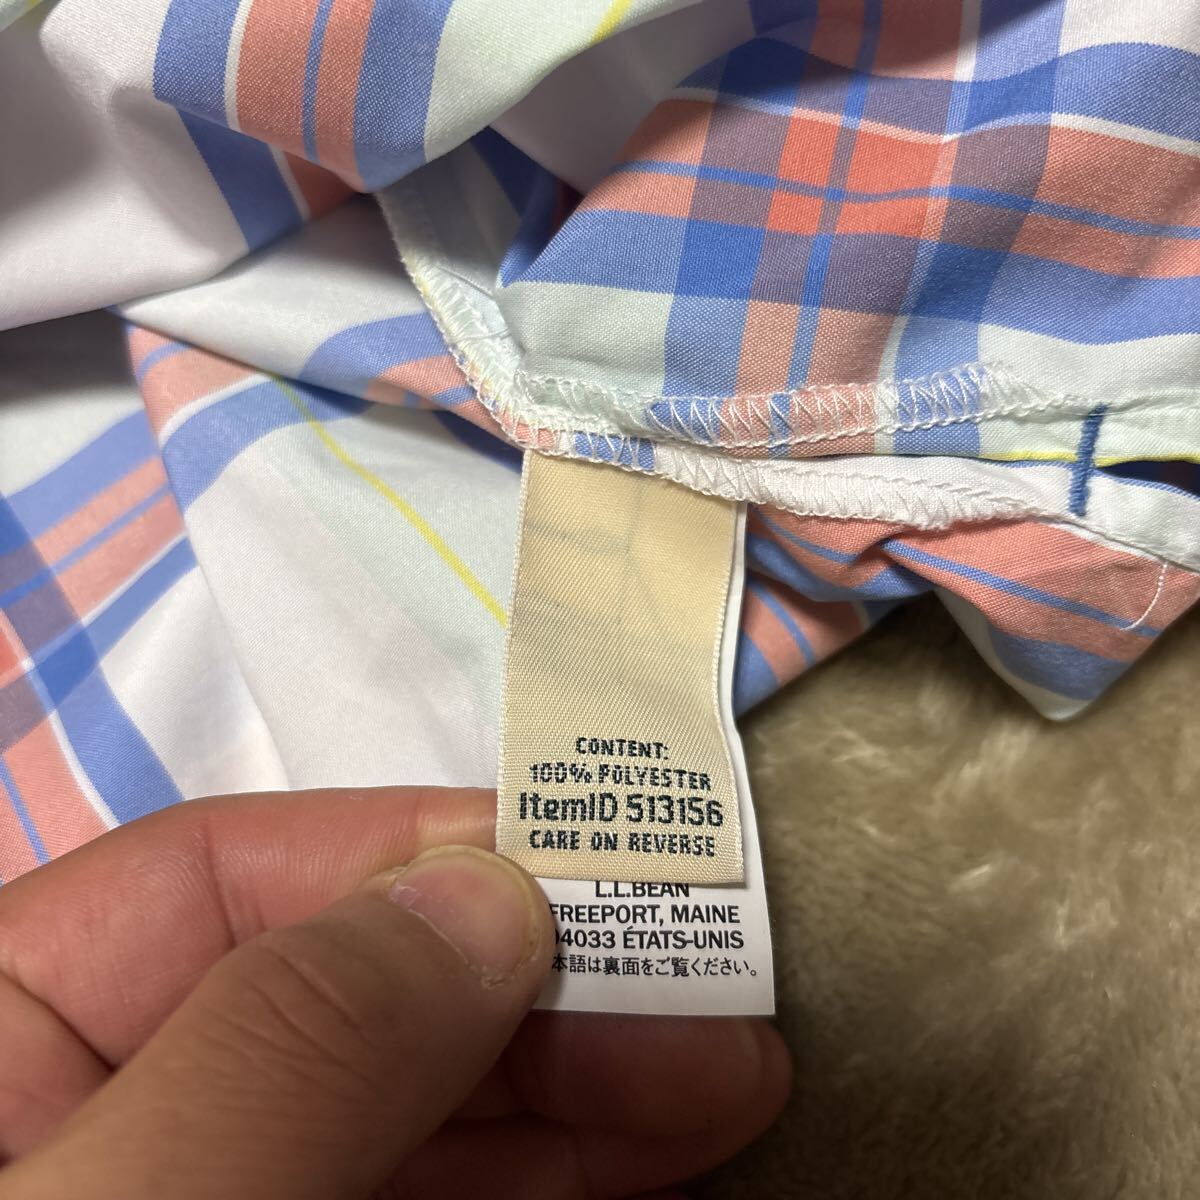 CONTENT:
100% POLYESTER
ItemID 513156
CARE ON REVERSE
L.L.BEAN
FREEPORT, MAINE
04033 ÉTATS-UNIS
本語は裏面をご覧ください。